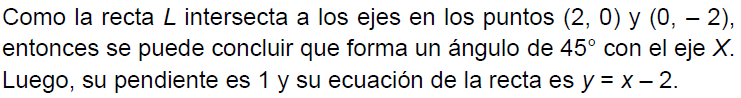 Como la recta L intersecta a los ejes en los puntos (2, 0) y (0, – 2),
entonces se puede concluir que forma un ángulo de 45° con el eje X.
Luego, su pendiente es 1 y su ecuación de la recta es y = x – 2.